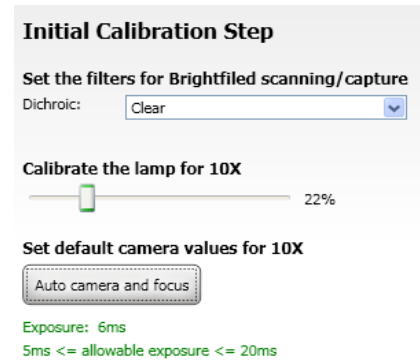 Initial Calibration Step
Set the filters for Brightfiled scanning/capture
Dichroic:
Clear
Calibrate the lamp for 10X
22%
Set default camera values for 10X
Auto camera and focus
Exposure: 6ms
5ms <= allowable exposure <= 20ms